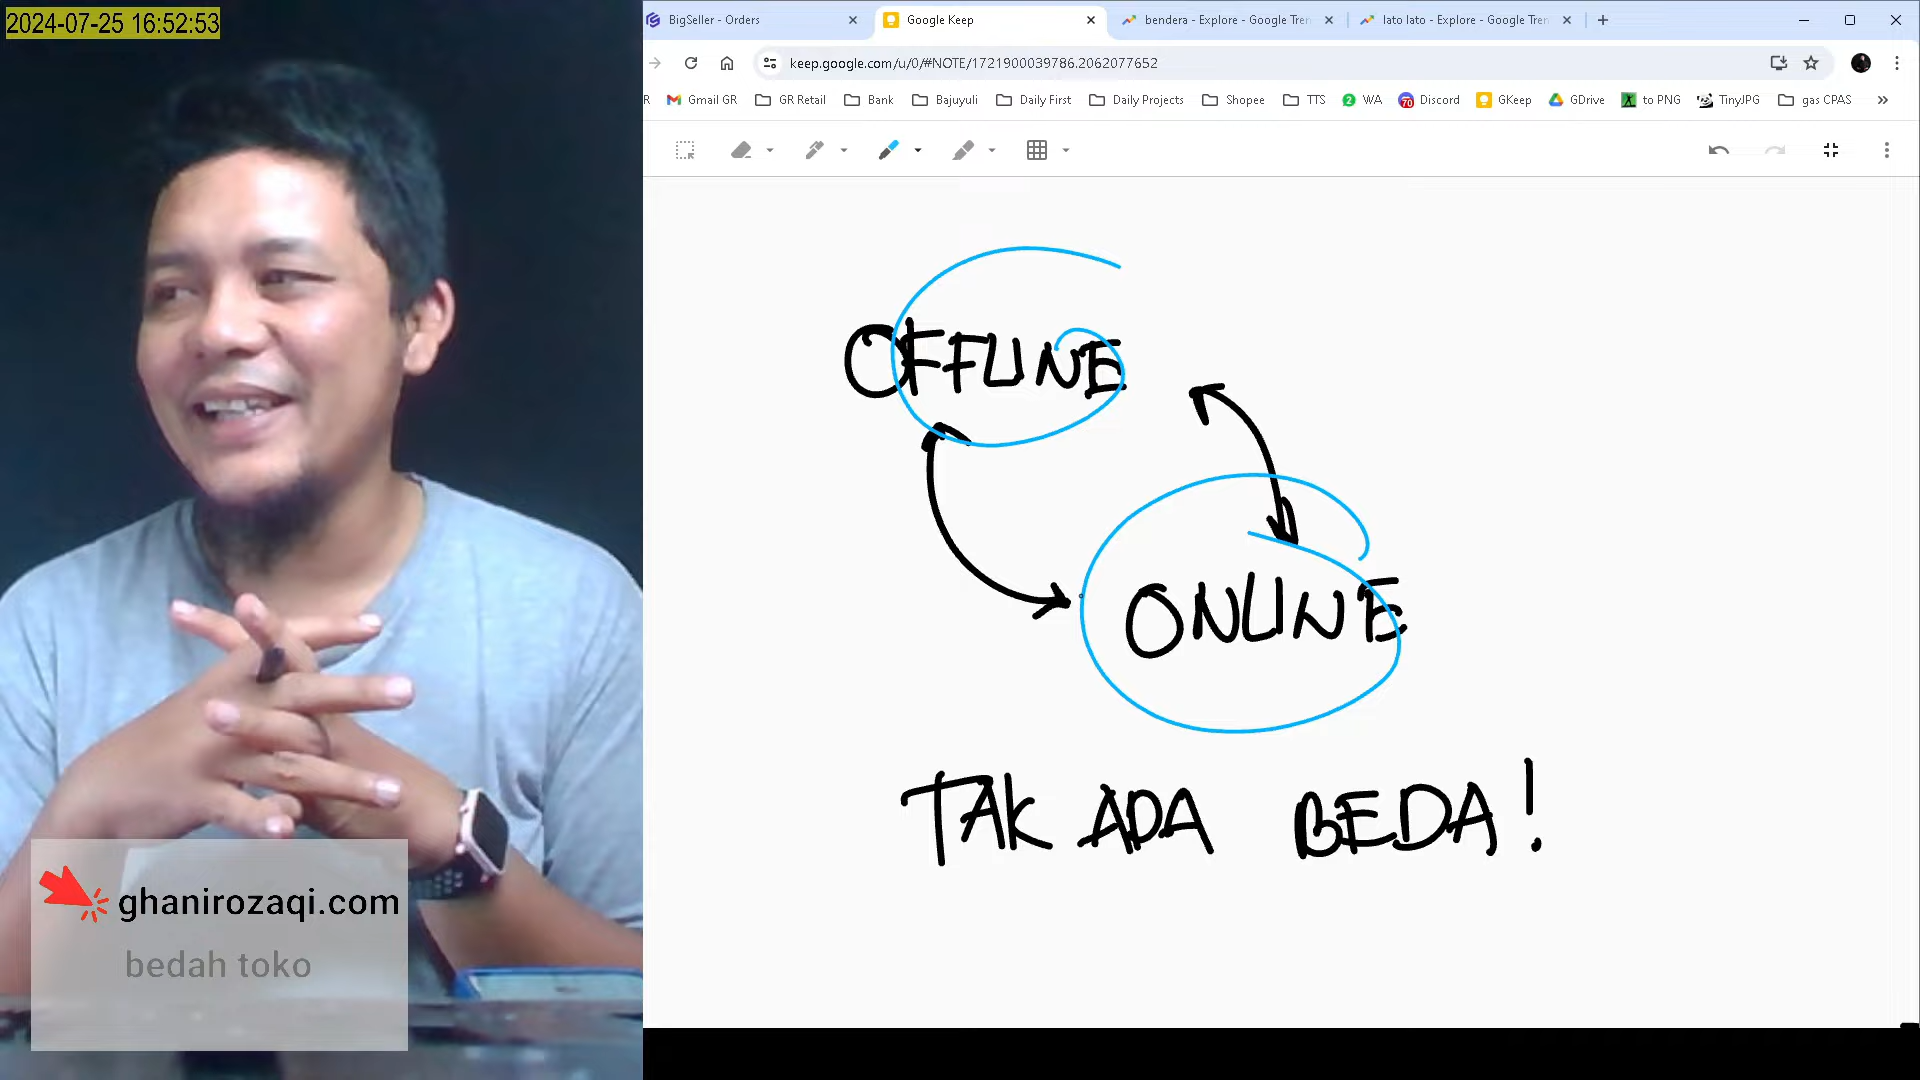 2024-07-25 16:52:53
BigSeller - Orders
Google Keep
bendera - Explore - Google Tren
lato lato - Explore - Google Tren
keep.google.com/u/0/#NOTE/1721900039786.2062077652
R Gmail GR GR Retail Bank Bajuyuli Daily First Daily Projects Shopee TTS 2 WA 70 Discord GKeep GDrive to PNG TinyJPG gas CPAS
OFFLINE
ONLINE
TAK ADA BEDA!
ghanirozaqi.com
bedah toko